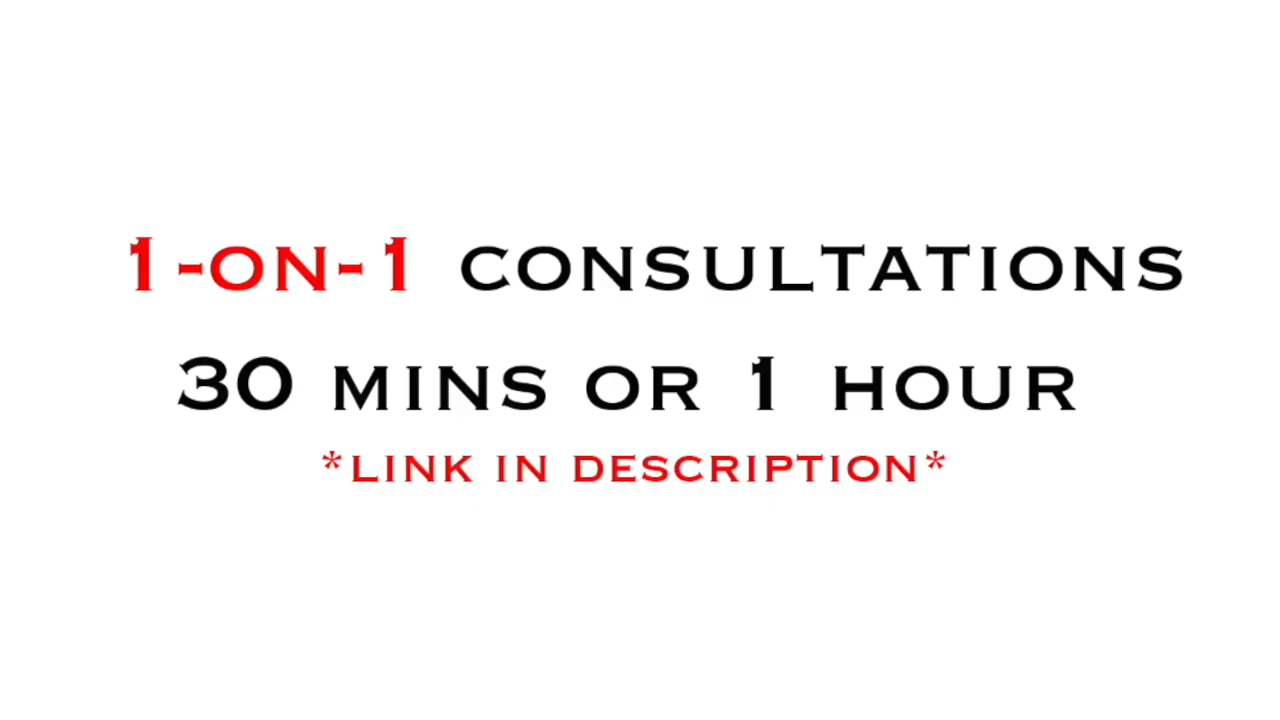 1-ON-1 CONSULTATIONS
30 MINS OR 1 HOUR
*LINK IN DESCRIPTION*